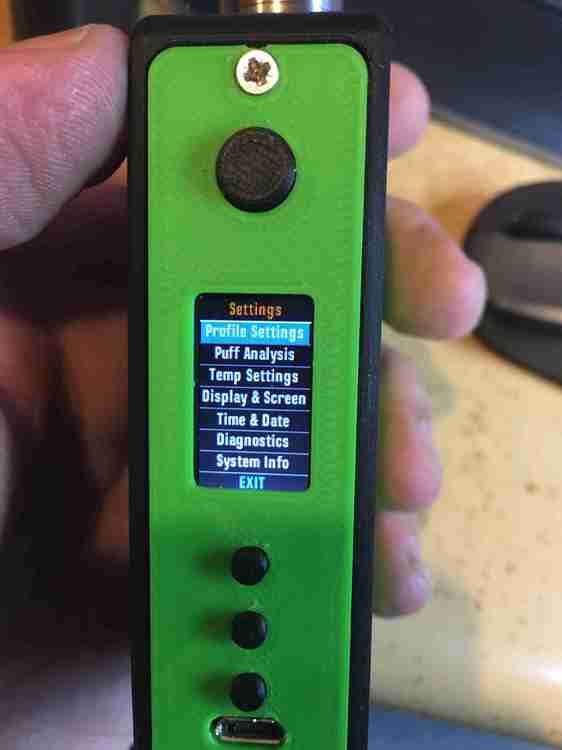 Settings
Profile Settings
Puff Analysis
Temp Settings
Display & Screen
Time & Date
Diagnostics
System Info
EXIT